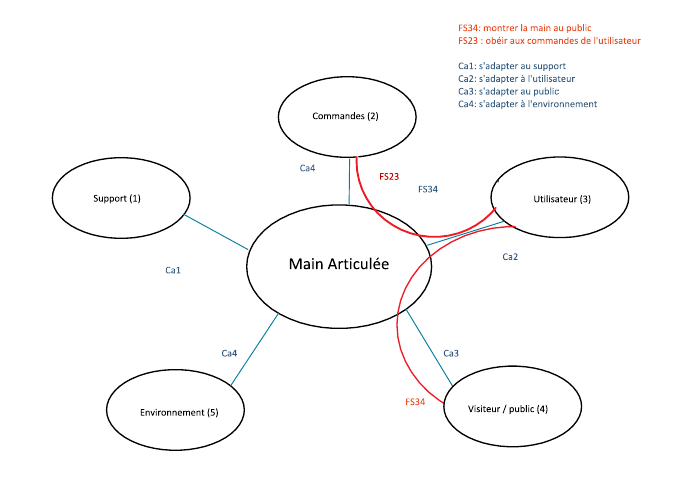 FS34: montrer la main au public
FS23 : obéir aux commandes de l'utilisateur
Ca1: s'adapter au support
Ca2: s'adapter à l'utilisateur
Ca3: s'adapter au public
Ca4: s'adapter à l'environnement
Commandes (2)
Ca4
FS23
FS34
Support (1)
Utilisateur (3)
Main Articulée
Ca2
Ca1
Ca4
Ca3
FS34
Environnement (5)
Visiteur / public (4)